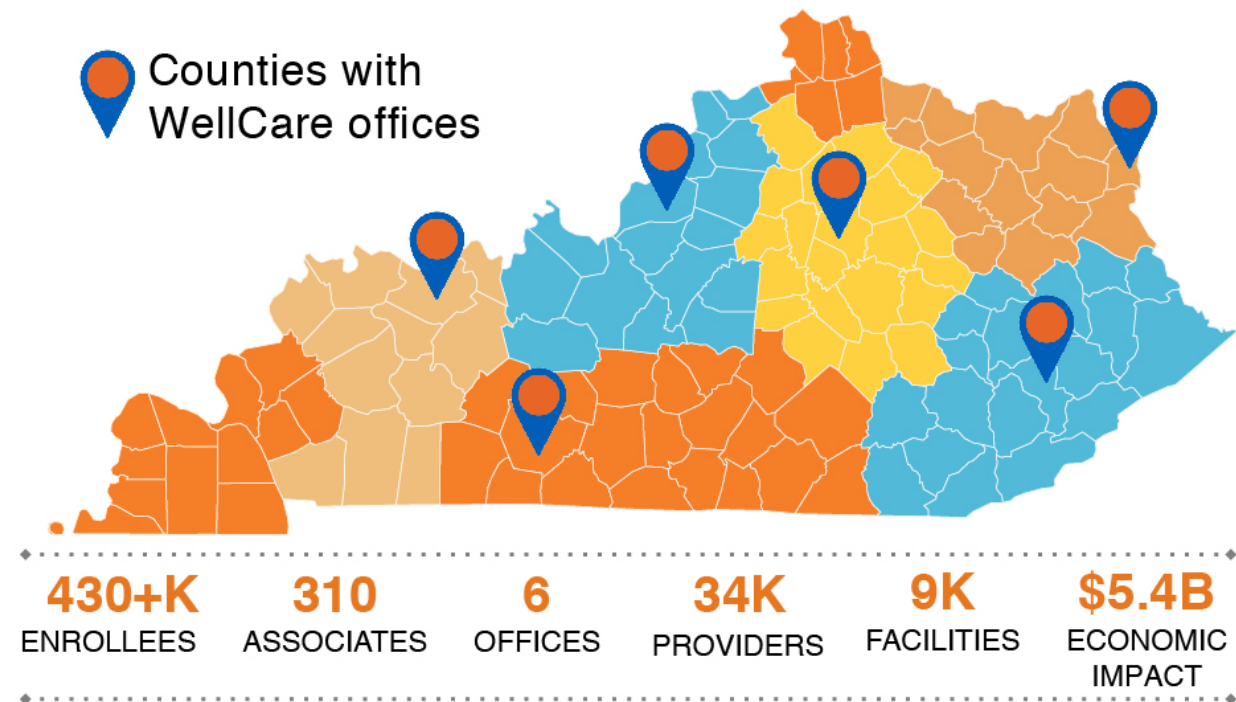 Counties with
WellCare offices
430+K 310 6 34K 9K $5.4B
ENROLLEES ASSOCIATES OFFICES PROVIDERS FACILITIES ECONOMIC
IMPACT